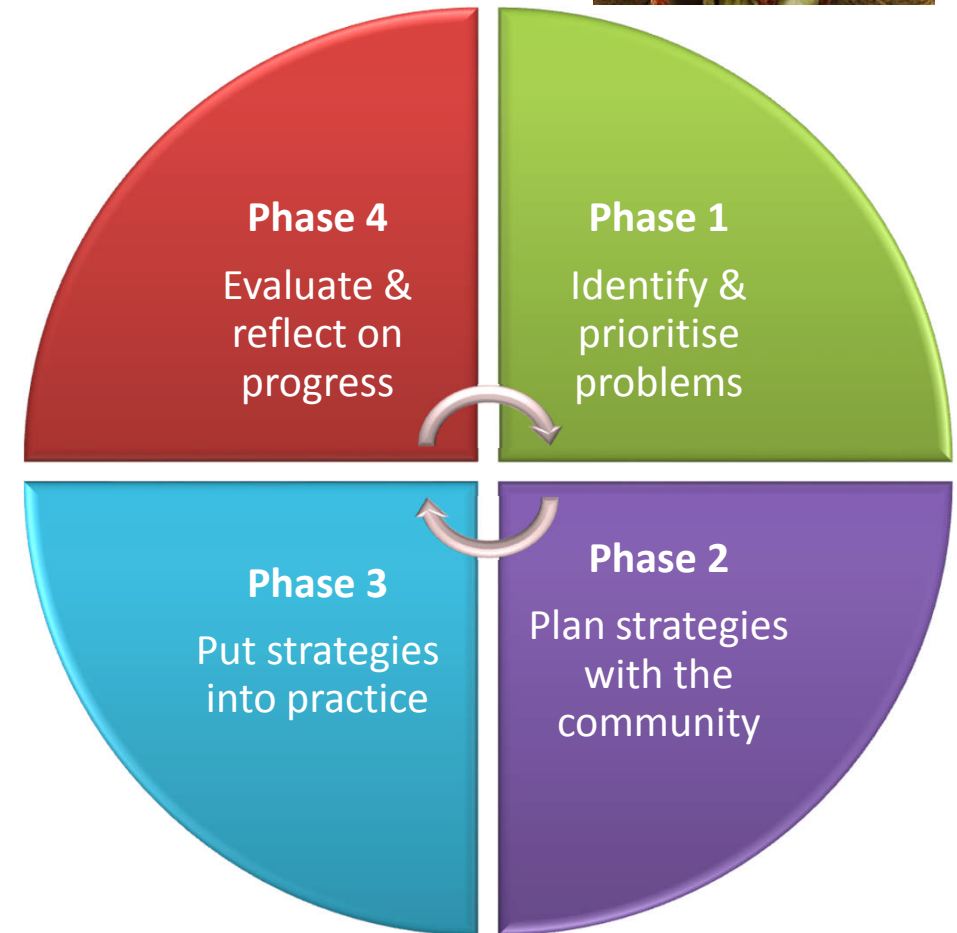 Phase 4
Evaluate &
reflect on
progress
Phase 1
Identify &
prioritise
problems
Phase 3
Put strategies
into practice
Phase 2
Plan strategies
with the
community